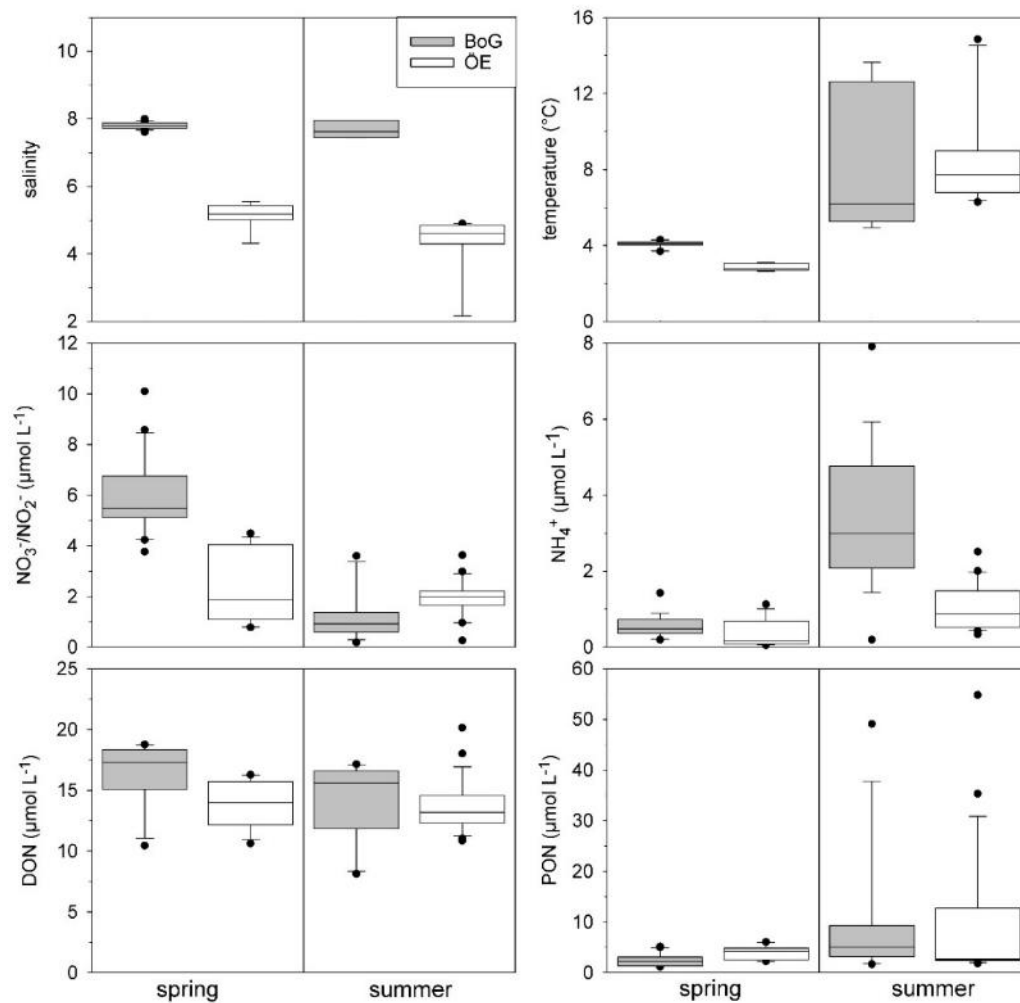 BoG
ÖE
salinity
10
8
6
4
2
temperature (°C)
16
12
8
4
0
NO₃⁻/NO₂⁻ (µmol L⁻¹)
12
10
8
6
4
2
0
NH₄⁺ (µmol L⁻¹)
8
6
4
2
0
DON (µmol L⁻¹)
25
20
15
10
5
0
spring
summer
PON (µmol L⁻¹)
60
50
40
30
20
10
0
spring
summer